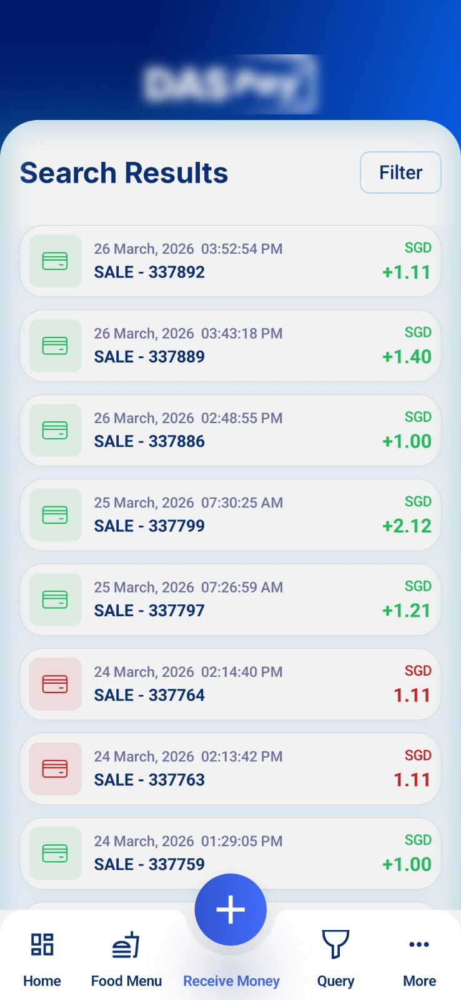 DAS Pay
Search Results
Filter
26 March, 2026 03:52:54 PM
SGD
SALE - 337892
+1.11
26 March, 2026 03:43:18 PM
SGD
SALE - 337889
+1.40
26 March, 2026 02:48:55 PM
SGD
SALE - 337886
+1.00
25 March, 2026 07:30:25 AM
SGD
SALE - 337799
+2.12
25 March, 2026 07:26:59 AM
SGD
SALE - 337797
+1.21
24 March, 2026 02:14:40 PM
SGD
SALE - 337764
1.11
24 March, 2026 02:13:42 PM
SGD
SALE - 337763
1.11
24 March, 2026 01:29:05 PM
SGD
SALE - 337759
+1.00
Home
Food Menu
Receive Money
Query
More